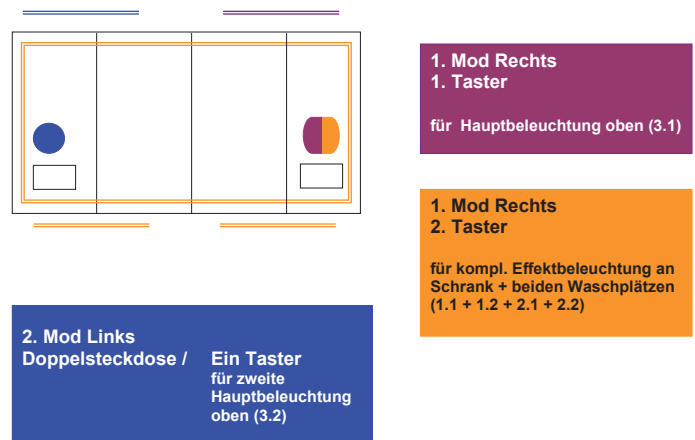 1. Mod Rechts
1. Taster
für Hauptbeleuchtung oben (3.1)
1. Mod Rechts
2. Taster
für kompl. Effektbeleuchtung an
Schrank + beiden Waschplätzen
(1.1 + 1.2 + 2.1 + 2.2)
2. Mod Links
Doppelsteckdose /
Ein Taster
für zweite
Hauptbeleuchtung
oben (3.2)